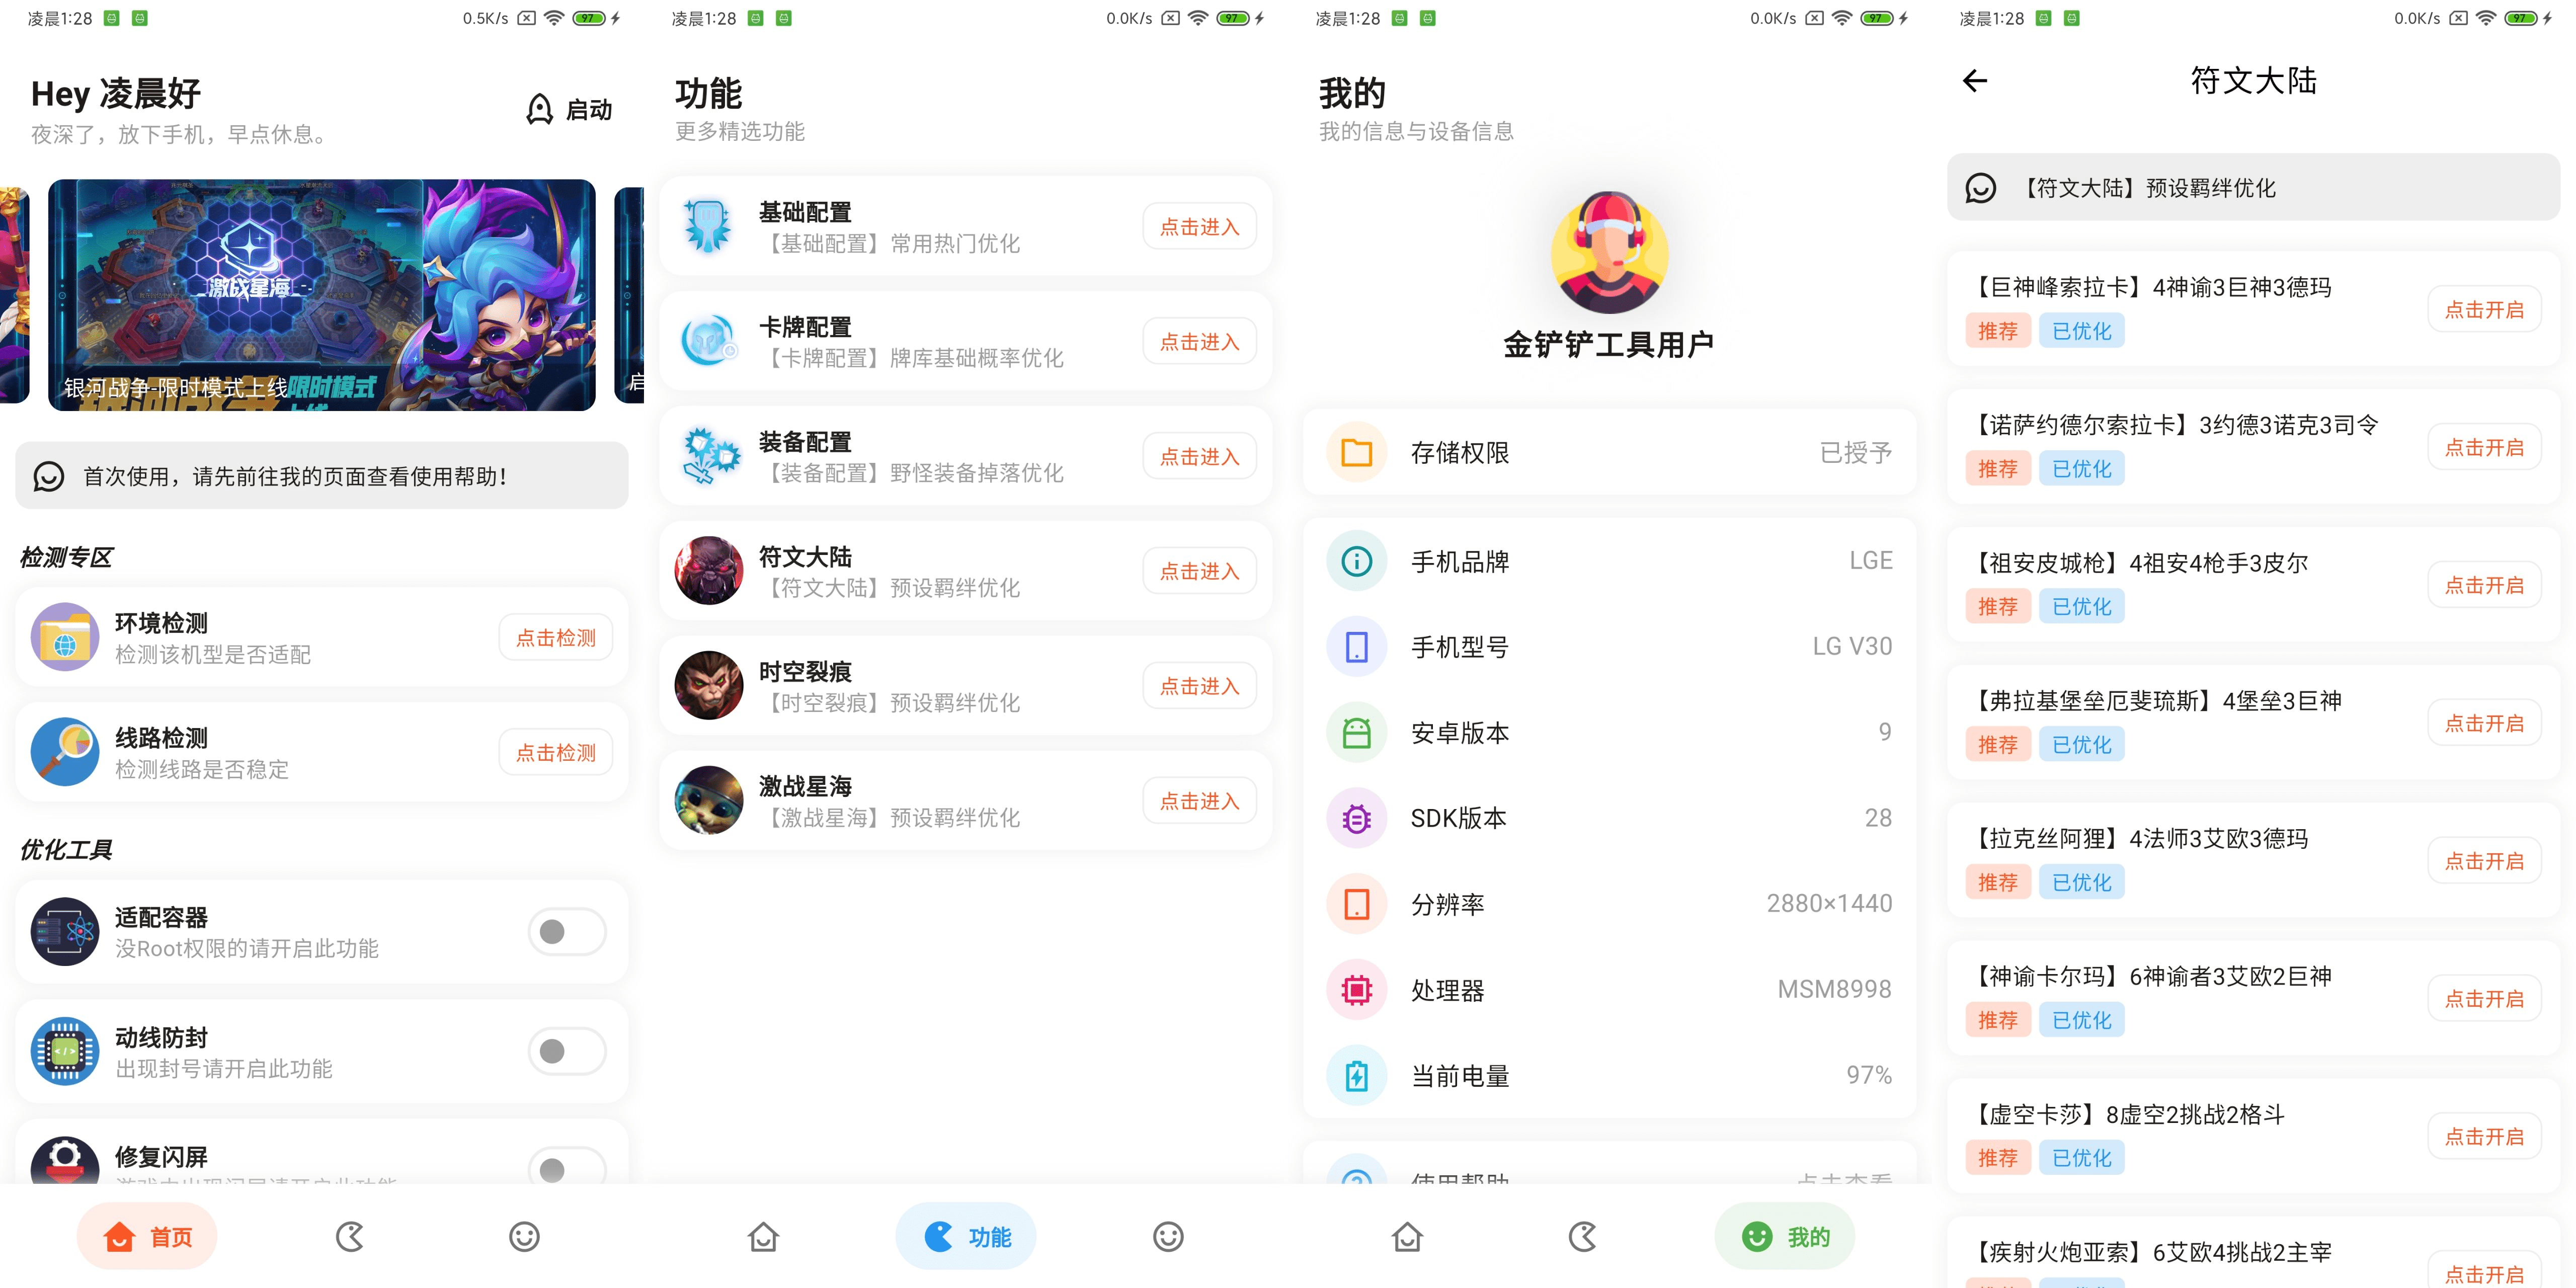 凌晨1:28
0.5K/s
97
Hey 凌晨好
夜深了，放下手机，早点休息。
启动
激战星海
银河战争-限时模式上线
限时模式
启
首次使用，请先前往我的页面查看使用帮助！
检测专区
环境检测
检测该机型是否适配
点击检测
线路检测
检测线路是否稳定
点击检测
优化工具
适配容器
没Root权限的请开启此功能
动线防封
出现封号请开启此功能
修复闪屏
首页
凌晨1:28
0.0K/s
97
功能
更多精选功能
基础配置
【基础配置】常用热门优化
点击进入
卡牌配置
【卡牌配置】牌库基础概率优化
点击进入
装备配置
【装备配置】野怪装备掉落优化
点击进入
符文大陆
【符文大陆】预设羁绊优化
点击进入
时空裂痕
【时空裂痕】预设羁绊优化
点击进入
激战星海
【激战星海】预设羁绊优化
点击进入
功能
凌晨1:28
0.0K/s
97
我的
我的信息与设备信息
金铲铲工具用户
存储权限
已授予
手机品牌
LGE
手机型号
LG V30
安卓版本
9
SDK版本
28
分辨率
2880×1440
处理器
MSM8998
当前电量
97%
使用帮助
点击查看
我的
凌晨1:28
0.0K/s
97
符文大陆
【符文大陆】预设羁绊优化
【巨神峰索拉卡】4神谕3巨神3德玛
推荐 已优化
点击开启
【诺萨约德尔索拉卡】3约德3诺克3司令
推荐 已优化
点击开启
【祖安皮城枪】4祖安4枪手3皮尔
推荐 已优化
点击开启
【弗拉基堡垒厄斐琉斯】4堡垒3巨神
推荐 已优化
点击开启
【拉克丝阿狸】4法师3艾欧3德玛
推荐 已优化
点击开启
【神谕卡尔玛】6神谕者3艾欧2巨神
推荐 已优化
点击开启
【虚空卡莎】8虚空2挑战2格斗
推荐 已优化
点击开启
【疾射火炮亚索】6艾欧4挑战2主宰
点击开启